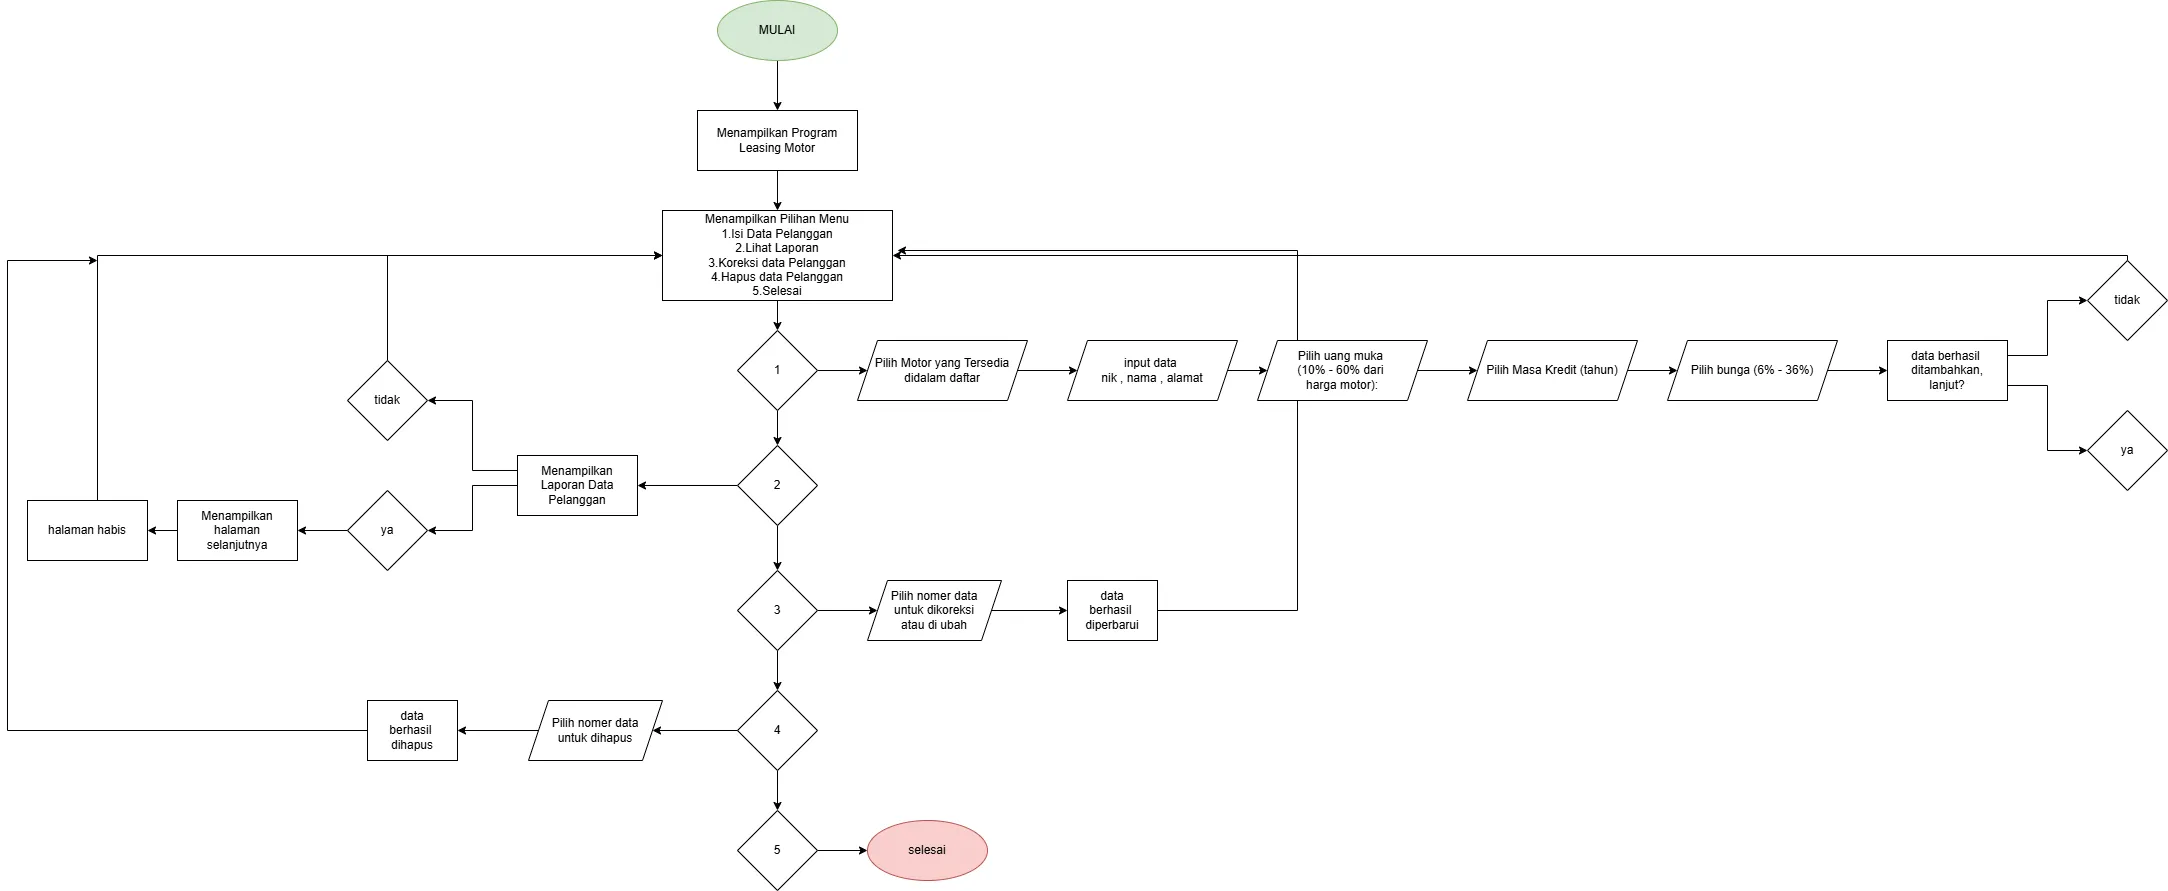 MULAI
Menampilkan Program
Leasing Motor
Menampilkan Pilihan Menu
1.Isi Data Pelanggan
2.Lihat Laporan
3.Koreksi data Pelanggan
4.Hapus data Pelanggan
5.Selesai
1
Pilih Motor yang Tersedia
didalam daftar
input data
nik , nama , alamat
Pilih uang muka
(10% - 60% dari
harga motor):
Pilih Masa Kredit (tahun)
Pilih bunga (6% - 36%)
data berhasil
ditambahkan,
lanjut?
tidak
ya
2
Menampilkan
Laporan Data
Pelanggan
tidak
ya
Menampilkan
halaman
selanjutnya
halaman habis
3
Pilih nomer data
untuk dikoreksi
atau di ubah
data
berhasil
diperbarui
4
Pilih nomer data
untuk dihapus
data
berhasil
dihapus
5
selesai